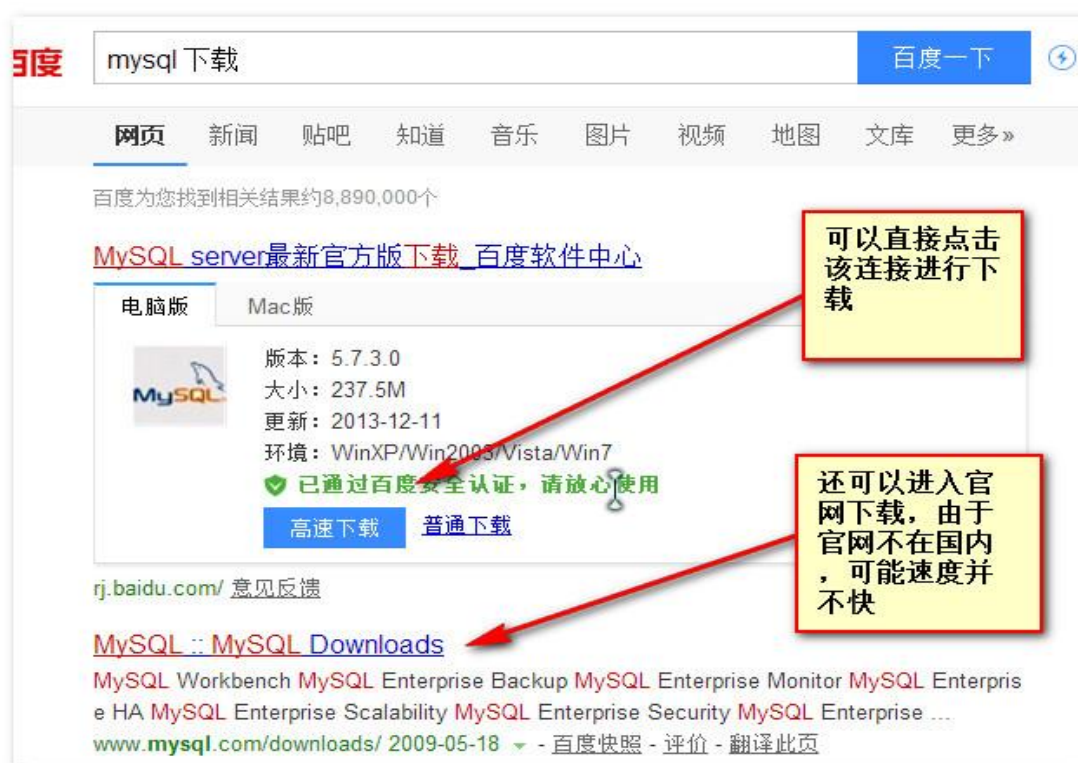 百度
mysql 下载
百度一下
网页 新闻 贴吧 知道 音乐 图片 视频 地图 文库 更多»
百度为您找到相关结果约8,890,000个
MySQL server最新官方版下载_百度软件中心
可以直接点击
该连接进行下
载
电脑版 Mac版
MySQL
版本：5.7.3.0
大小：237.5M
更新：2013-12-11
环境：WinXP/Win2003/Vista/Win7
已通过百度安全认证，请放心使用
高速下载 普通下载
还可以进入官
网下载，由于
官网不在国内
，可能速度并
不快
rj.baidu.com/ 意见反馈
MySQL :: MySQL Downloads
MySQL Workbench MySQL Enterprise Backup MySQL Enterprise Monitor MySQL Enterpris
e HA MySQL Enterprise Scalability MySQL Enterprise Security MySQL Enterprise ...
www.mysql.com/downloads/ 2009-05-18 - 百度快照 - 评价 - 翻译此页